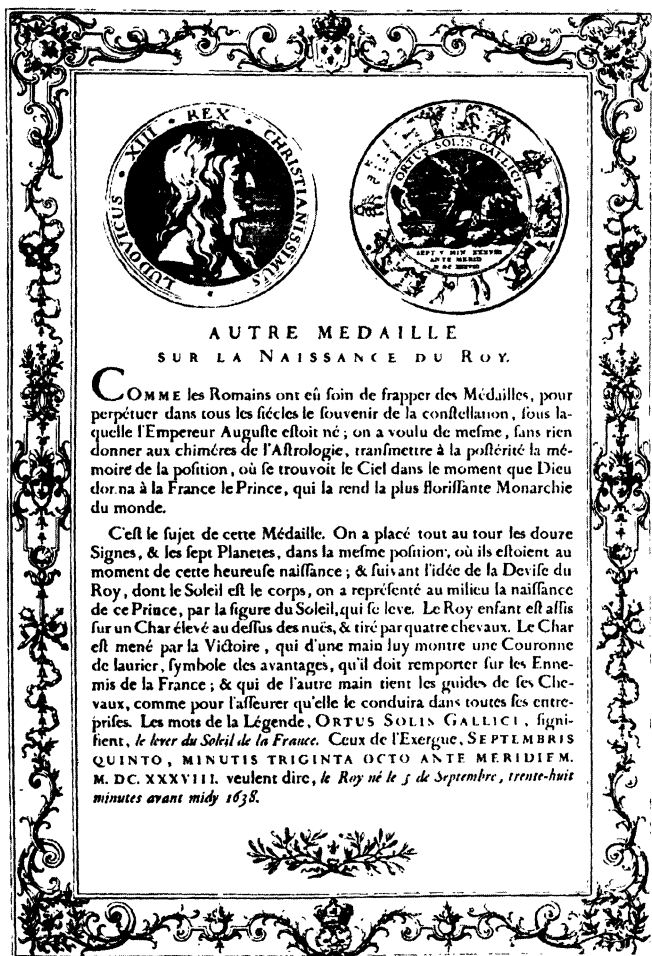 LUDOVICUS · XIII · REX · CHRISTIANISSIMUS ·
ORTUS SOLIS GALLICI
SEPT V MIN XXXVIII
ANTE MERID
AUTRE MEDAILLE
SUR LA NAISSANCE DU ROY.
COMME les Romains ont eû soin de frapper des Médailles, pour
perpétuer dans tous les siécles le souvenir de la constellation, sous la-
quelle l'Empereur Auguste estoit né ; on a voulu de mesme, sans rien
donner aux chiméres de l'Astrologie, transmettre à la postérité la mé-
moire de la position, où se trouvoit le Ciel dans le moment que Dieu
donna à la France le Prince, qui la rend la plus florissante Monarchie
du monde.
C'est le sujet de cette Médaille. On a placé tout au tour les douze
Signes, & les sept Planetes, dans la mesme position, où ils estoient au
moment de cette heureuse naissance ; & suivant l'idée de la Devise du
Roy, dont le Soleil est le corps, on a représenté au milieu la naissance
de ce Prince, par la figure du Soleil, qui se leve. Le Roy enfant est assis
sur un Char élevé au dessus des nuës, & tiré par quatre chevaux. Le Char
est mené par la Victoire, qui d'une main luy montre une Couronne
de laurier, symbole des avantages, qu'il doit remporter sur les Enne-
mis de la France ; & qui de l'autre main tient les guides de ses Che-
vaux, comme pour l'asseurer qu'elle le conduira dans toutes ses entre-
prises. Les mots de la Légende, ORTUS SOLIS GALLICI, signi-
fient, le lever du Soleil de la France. Ceux de l'Exergue, SEPTEMBRIS
QUINTO, MINUTIS TRIGINTA OCTO ANTE MERIDIEM.
M. DC. XXXVIII. veulent dire, le Roy né le 5 de Septembre, trente-huit
minutes avant midy 1638.